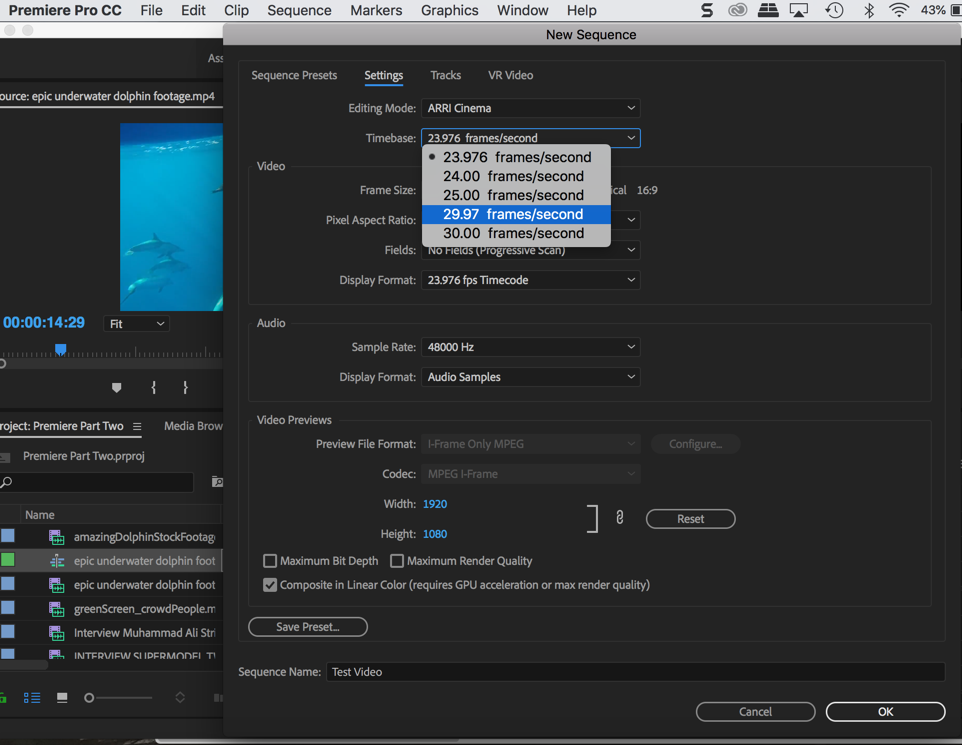 Premiere Pro CC File Edit Clip Sequence Markers Graphics Window Help 43%
New Sequence
Ass
Sequence Presets Settings Tracks VR Video
ource: epic underwater dolphin footage.mp4
Editing Mode: ARRI Cinema
Timebase: 23.976 frames/second
23.976 frames/second
24.00 frames/second
25.00 frames/second
29.97 frames/second
30.00 frames/second
Video
Frame Size: ical 16:9
Pixel Aspect Ratio:
Fields: No Fields (Progressive Scan)
Display Format: 23.976 fps Timecode
00:00:14:29 Fit
Audio
Sample Rate: 48000 Hz
Display Format: Audio Samples
Video Previews
roject: Premiere Part Two Media Brow
Preview File Format: I-Frame Only MPEG Configure...
Premiere Part Two.prproj
Codec: MPEG I-Frame
Width: 1920
Reset
Height: 1080
Name
amazingDolphinStockFootage
epic underwater dolphin foot
epic underwater dolphin foot
greenScreen_crowdPeople.m
Interview Muhammad Ali Stri
INTERVIEW SUPERMODEL TY
Maximum Bit Depth Maximum Render Quality
Composite in Linear Color (requires GPU acceleration or max render quality)
Save Preset...
Sequence Name: Test Video
Cancel OK